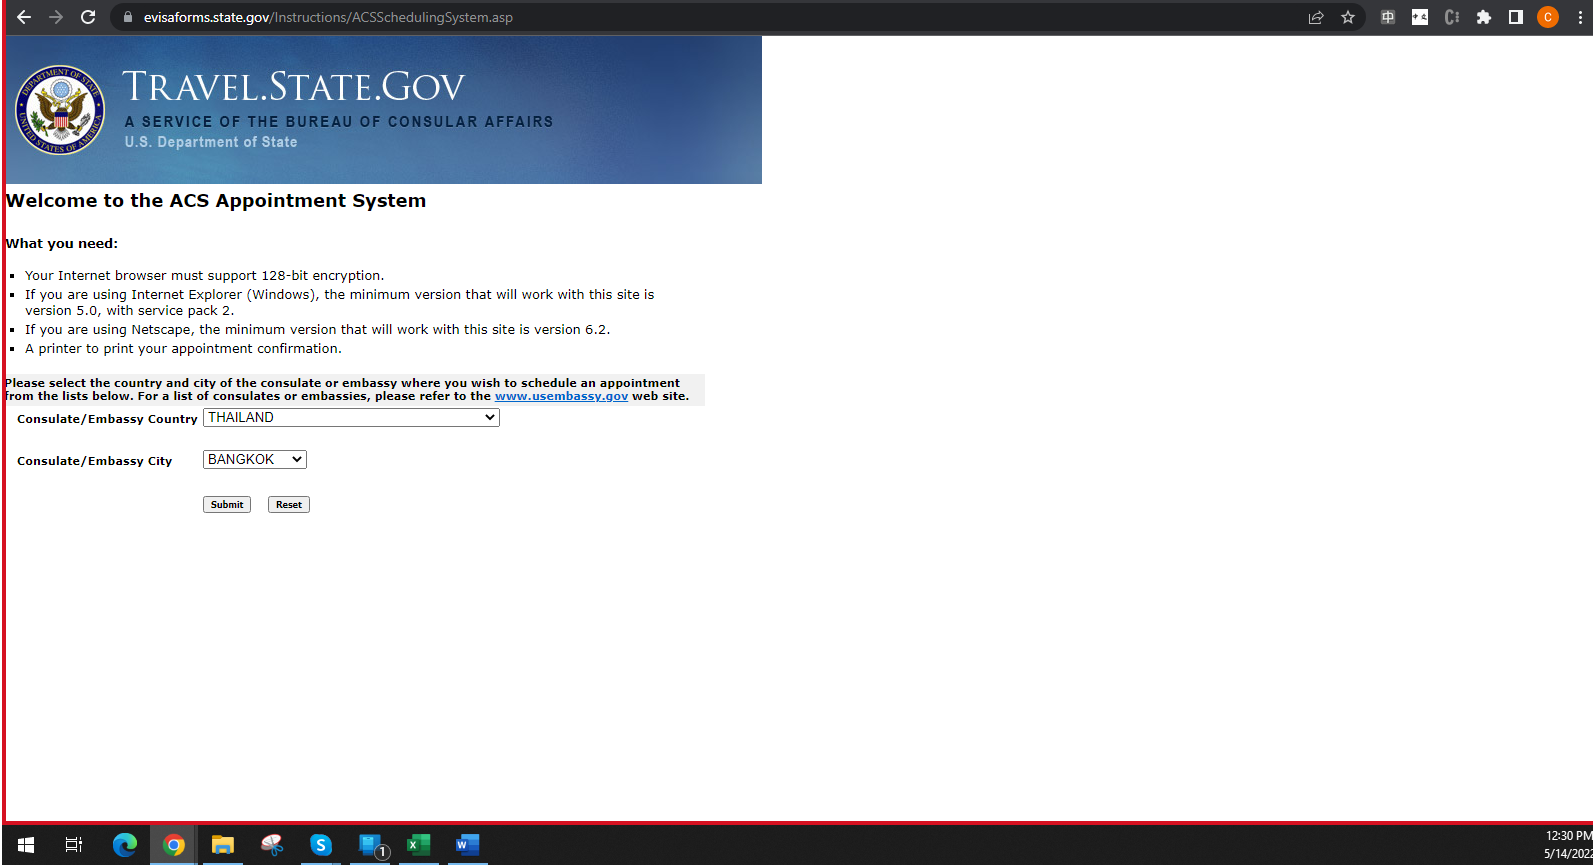 evisaforms.state.gov/Instructions/ACSSchedulingSystem.asp
中
C
DEPARTMENT OF STATE
UNITED STATES OF AMERICA
TRAVEL.STATE.GOV
A SERVICE OF THE BUREAU OF CONSULAR AFFAIRS
U.S. Department of State
Welcome to the ACS Appointment System
What you need:
Your Internet browser must support 128-bit encryption.
If you are using Internet Explorer (Windows), the minimum version that will work with this site is
version 5.0, with service pack 2.
If you are using Netscape, the minimum version that will work with this site is version 6.2.
A printer to print your appointment confirmation.
Please select the country and city of the consulate or embassy where you wish to schedule an appointment
from the lists below. For a list of consulates or embassies, please refer to the www.usembassy.gov web site.
Consulate/Embassy Country THAILAND
Consulate/Embassy City BANGKOK
Submit Reset
S 1 X W
12:30 PM
5/14/2022